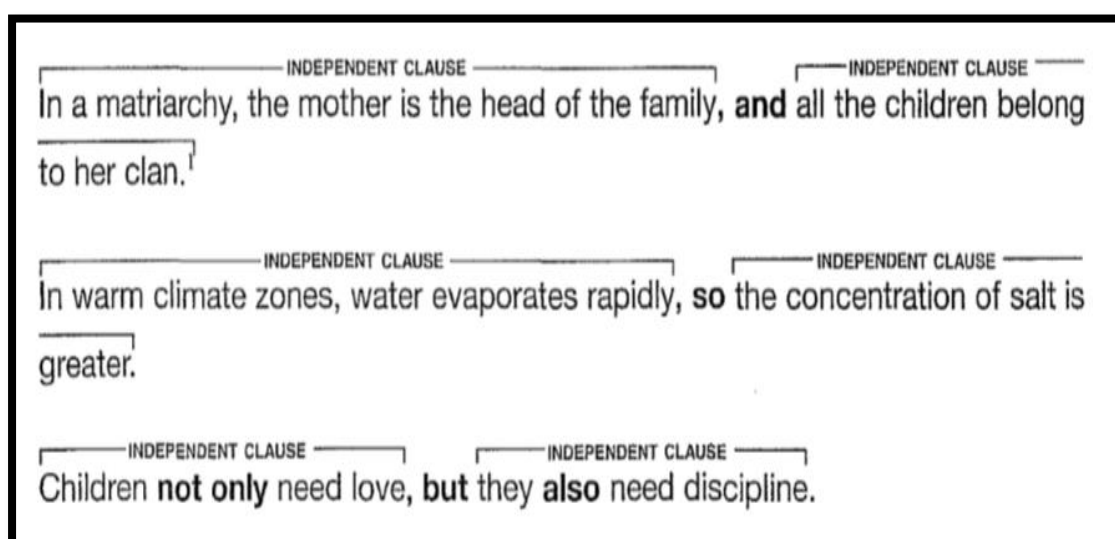 INDEPENDENT CLAUSE INDEPENDENT CLAUSE
In a matriarchy, the mother is the head of the family, and all the children belong
to her clan.¹
INDEPENDENT CLAUSE INDEPENDENT CLAUSE
In warm climate zones, water evaporates rapidly, so the concentration of salt is
greater.
INDEPENDENT CLAUSE INDEPENDENT CLAUSE
Children not only need love, but they also need discipline.